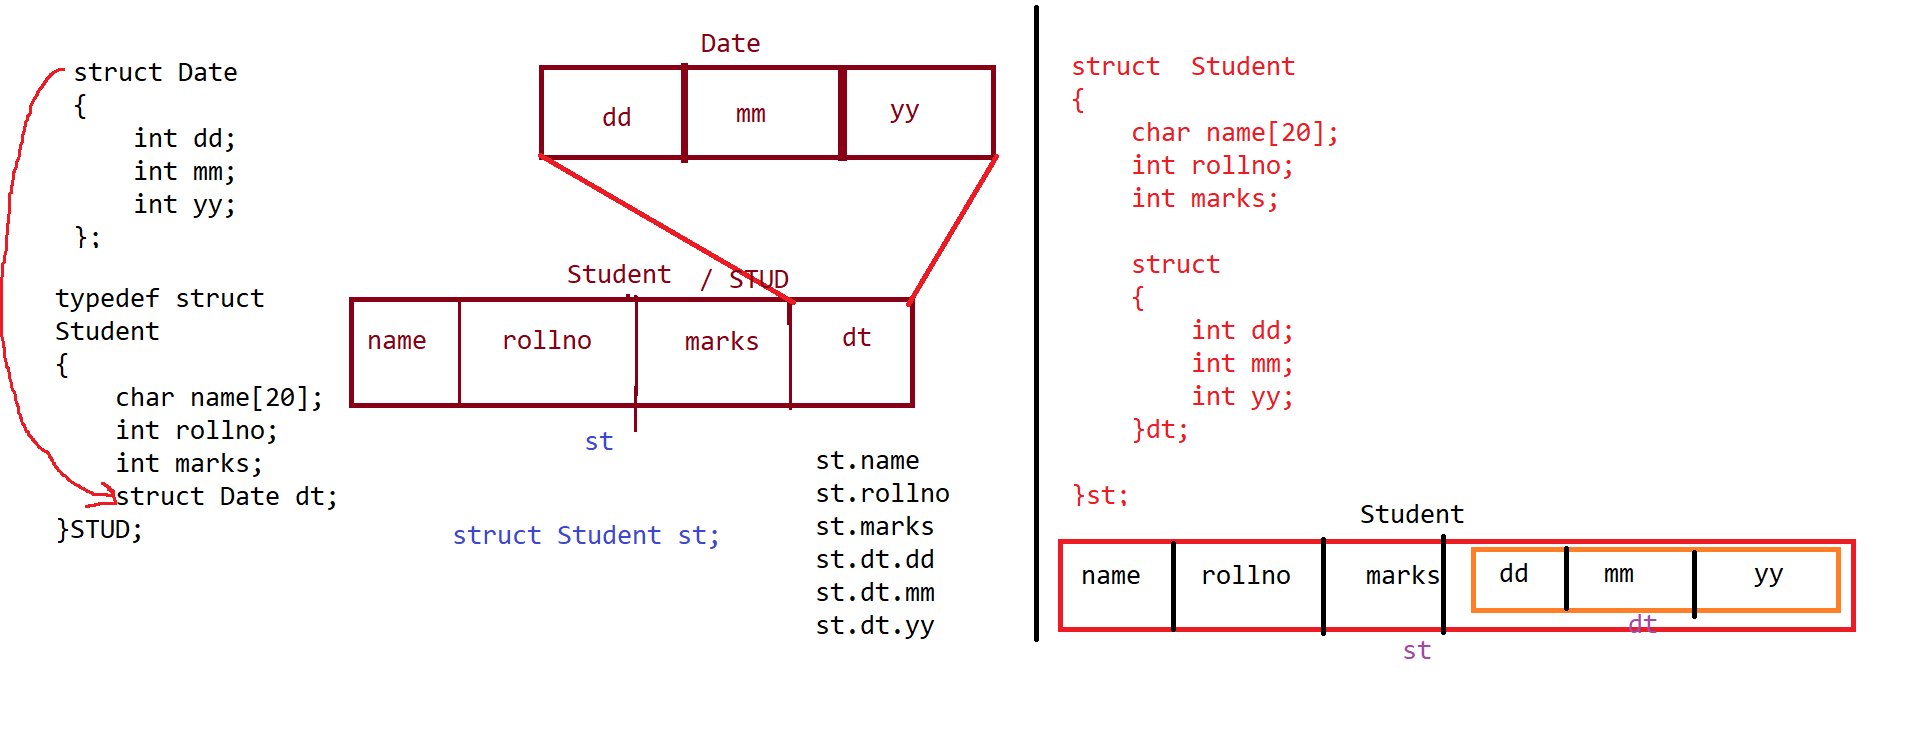 struct Date
{
int dd;
int mm;
int yy;
};
typedef struct
Student
{
char name[20];
int rollno;
int marks;
struct Date dt;
}STUD;
Date
dd mm yy
Student / STUD
name rollno marks dt
st
struct Student st;
st.name
st.rollno
st.marks
st.dt.dd
st.dt.mm
st.dt.yy
struct  Student
{
char name[20];
int rollno;
int marks;
struct
{
int dd;
int mm;
int yy;
}dt;
}st;
Student
name rollno marks dd mm yy
dt
st